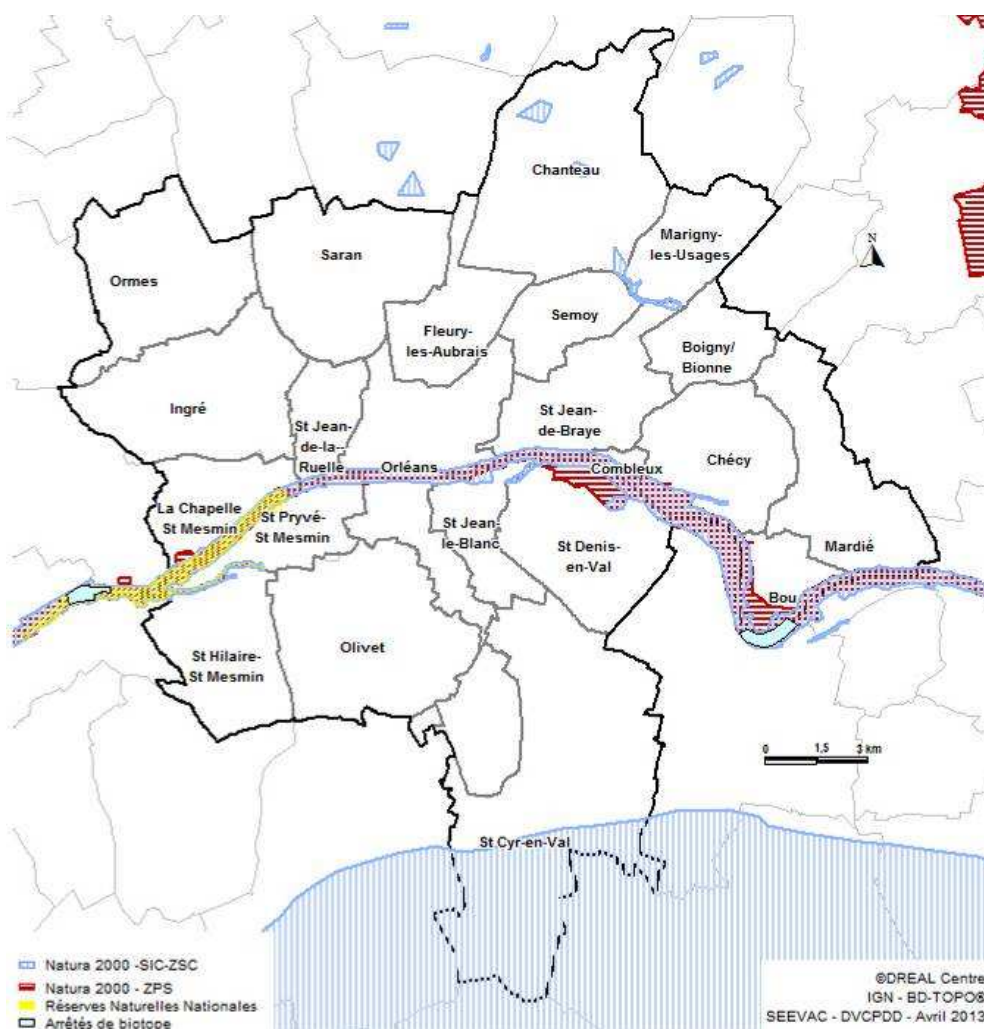 Chanteau
Marigny-
les-Usages
N
Saran
Ormes
Semoy
Fleury-
les-Aubrais
Boigny/
Bionne
Ingré
St Jean-
de-la--
Ruelle
St Jean-
de-Braye
Orléans
Combleux
Chécy
La Chapelle
St Mesmin
St Pryvé-
St Mesmin
St Jean-
le-Blanc
St Denis-
en-Val
Mardié
Bou
St Hilaire-
St Mesmin
Olivet
0 1,5 3 km
St Cyr-en-Val
Natura 2000 -SIC-ZSC
Natura 2000 - ZPS
Réserves Naturelles Nationales
Arrêtés de biotope
©DREAL Centre
IGN - BD-TOPO®
SEEVAC - DVCPDD - Avril 2013